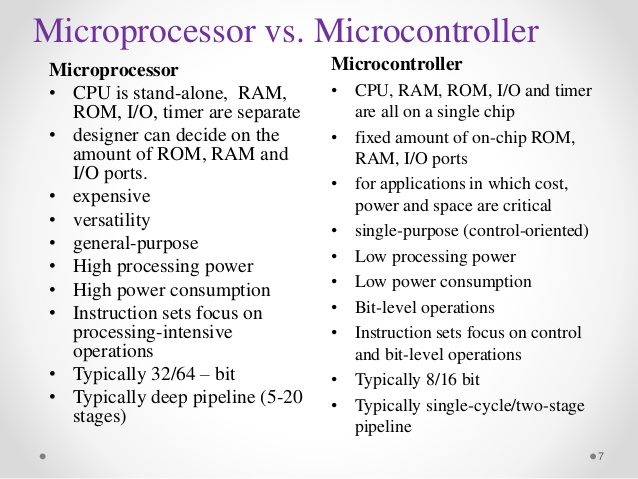 Microprocessor vs. Microcontroller
Microprocessor
• CPU is stand-alone, RAM,
ROM, I/O, timer are separate
• designer can decide on the
amount of ROM, RAM and
I/O ports.
• expensive
• versatility
• general-purpose
• High processing power
• High power consumption
• Instruction sets focus on
processing-intensive
operations
• Typically 32/64 – bit
• Typically deep pipeline (5-20
stages)
Microcontroller
• CPU, RAM, ROM, I/O and timer
are all on a single chip
• fixed amount of on-chip ROM,
RAM, I/O ports
• for applications in which cost,
power and space are critical
• single-purpose (control-oriented)
• Low processing power
• Low power consumption
• Bit-level operations
• Instruction sets focus on control
and bit-level operations
• Typically 8/16 bit
• Typically single-cycle/two-stage
pipeline
7